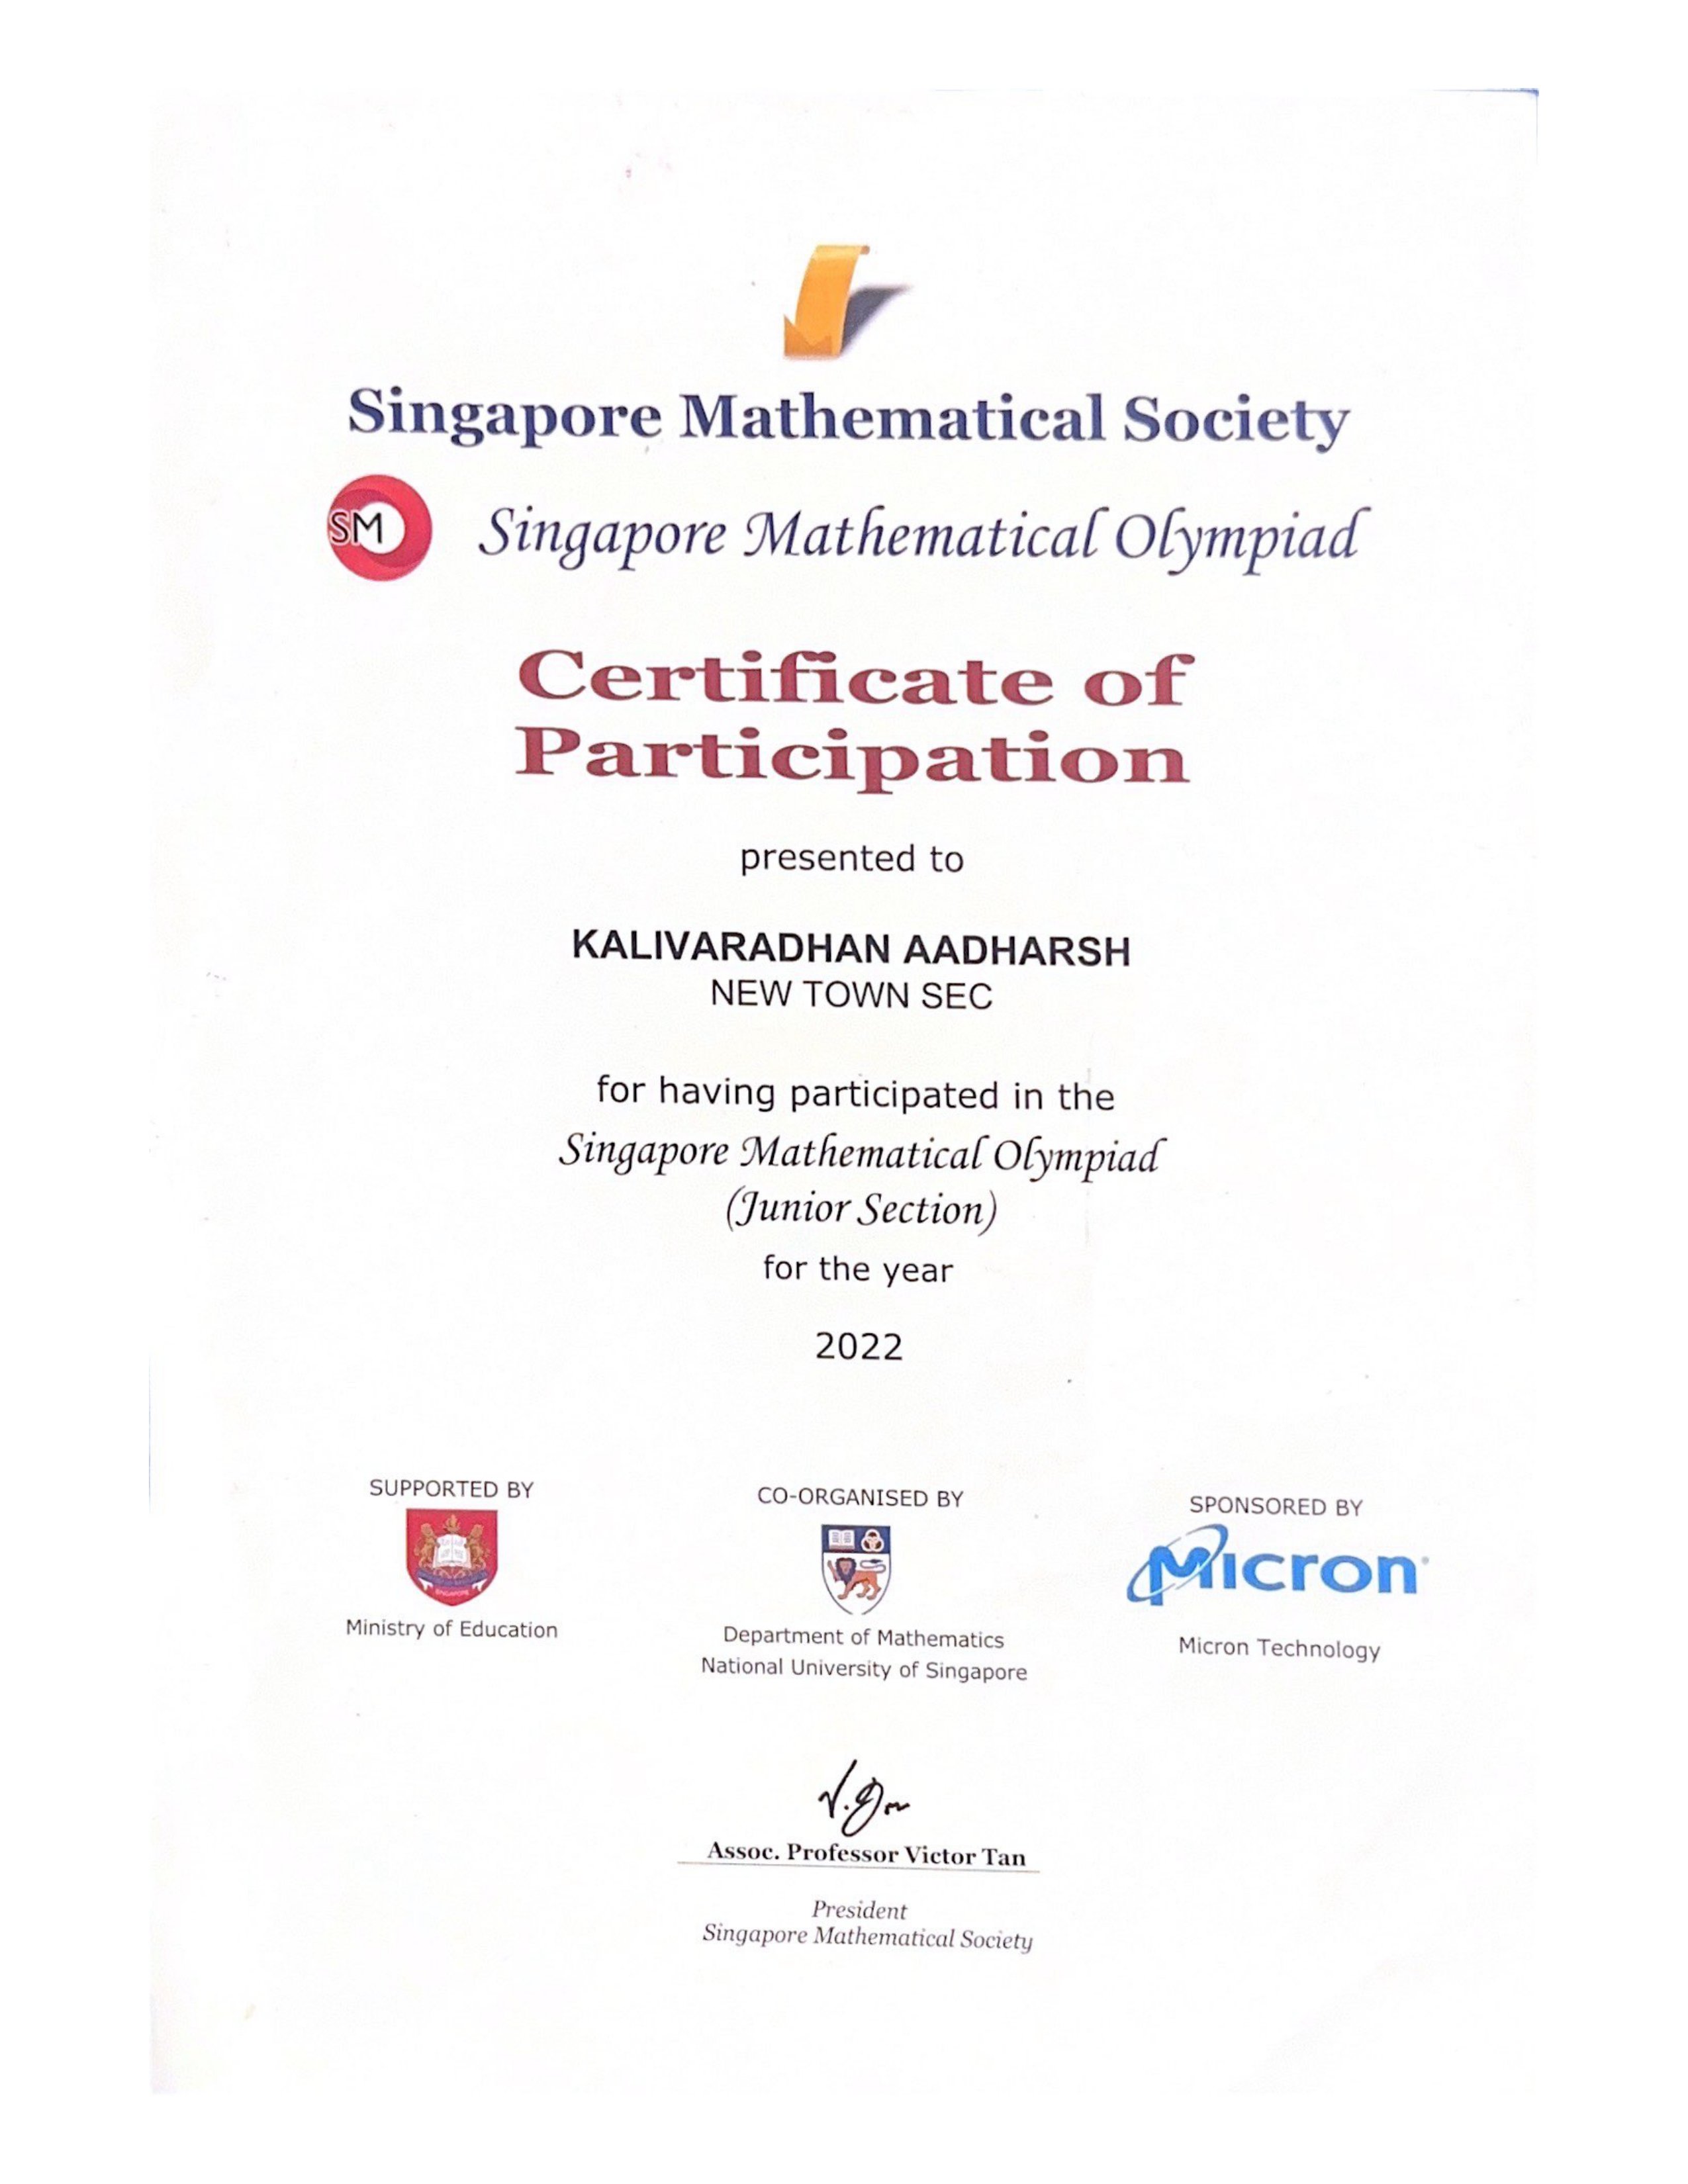 Singapore Mathematical Society
SM
Singapore Mathematical Olympiad
Certificate of
Participation
presented to
KALIVARADHAN AADHARSH
NEW TOWN SEC
for having participated in the
Singapore Mathematical Olympiad
(Junior Section)
for the year
2022
SUPPORTED BY
Ministry of Education
CO-ORGANISED BY
Department of Mathematics
National University of Singapore
SPONSORED BY
Micron
Micron Technology
Assoc. Professor Victor Tan
President
Singapore Mathematical Society